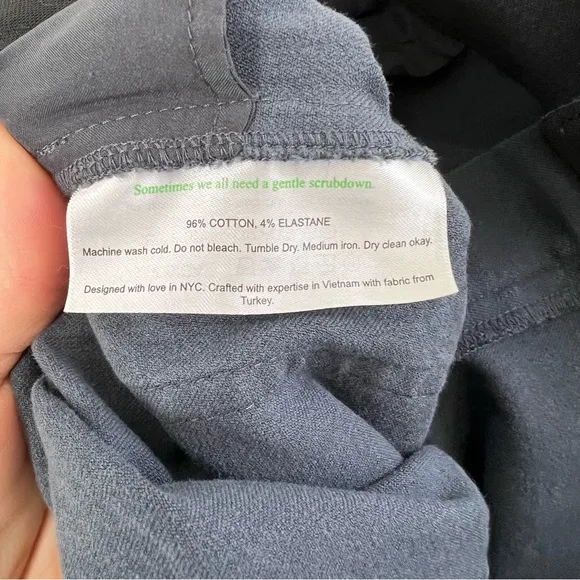 Sometimes we all need a gentle scrubdown.
96% COTTON, 4% ELASTANE
Machine wash cold. Do not bleach. Tumble Dry. Medium iron. Dry clean okay.
Designed with love in NYC. Crafted with expertise in Vietnam with fabric from
Turkey.